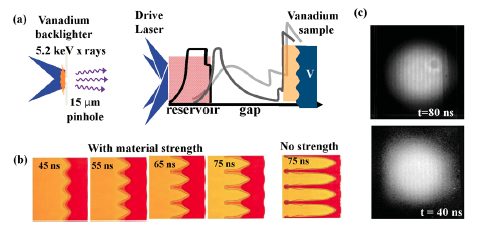 (a)
Vanadium
backlighter
5.2 keV x rays
15 µm
pinhole
Drive
Laser
Vanadium
sample
V
reservoir
gap
(b)
With material strength
No strength
45 ns
55 ns
65 ns
75 ns
75 ns
(c)
t=80 ns
t = 40 ns